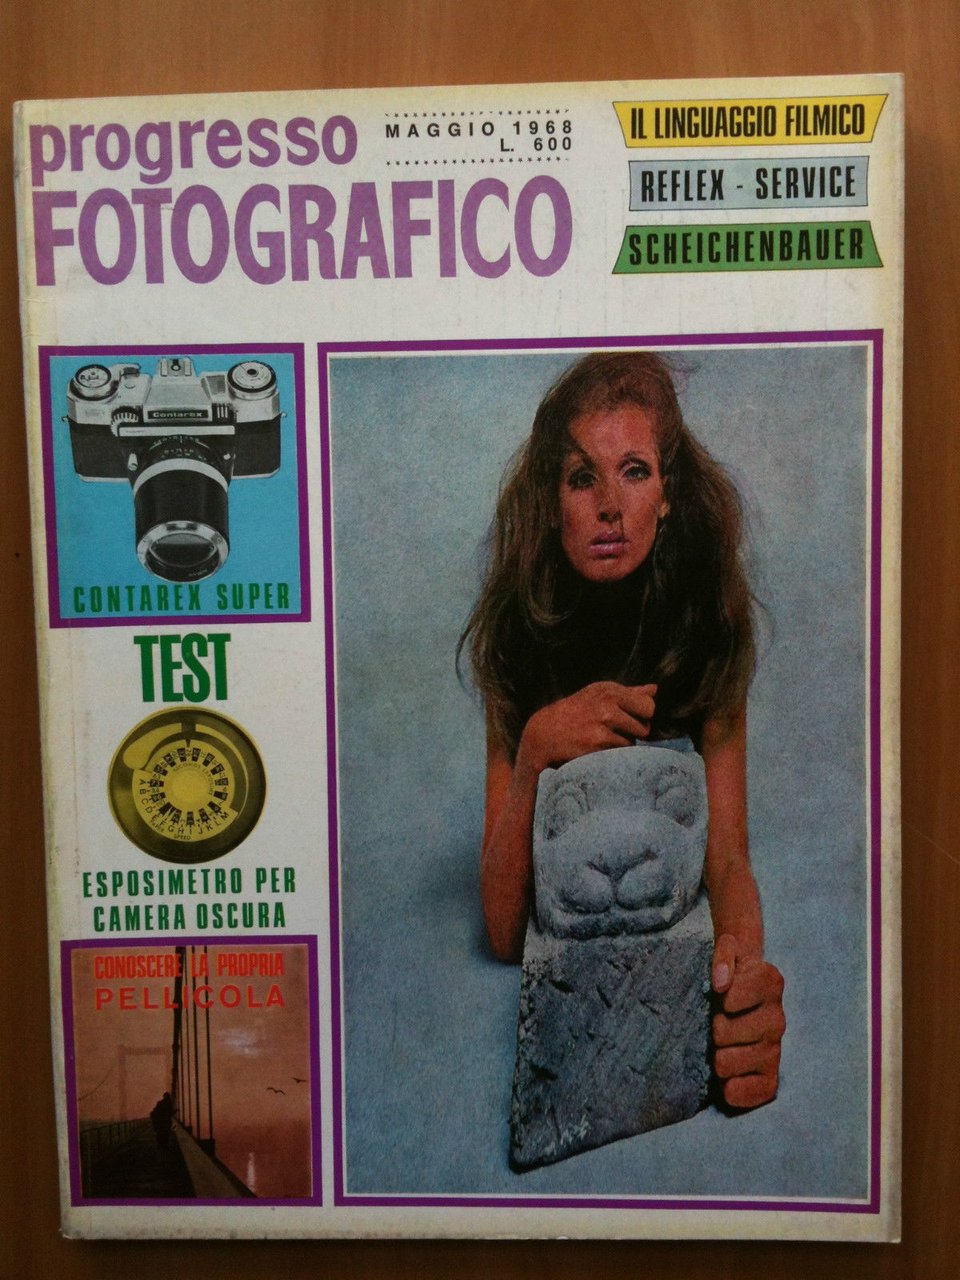 progresso
FOTOGRAFICO
MAGGIO 1968
L. 600
IL LINGUAGGIO FILMICO
REFLEX - SERVICE
SCHEICHENBAUER
Contarex
CONTAREX SUPER
TEST
ESPOSIMETRO PER
CAMERA OSCURA
CONOSCERE LA PROPRIA
PELLICOLA